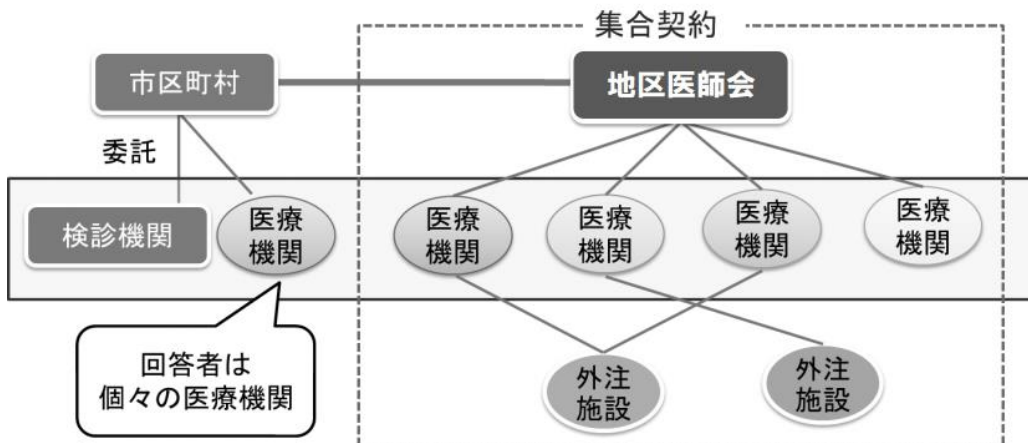 集合契約
市区町村
地区医師会
委託
検診機関
医療
機関
医療
機関
医療
機関
医療
機関
医療
機関
回答者は
個々の医療機関
外注
施設
外注
施設